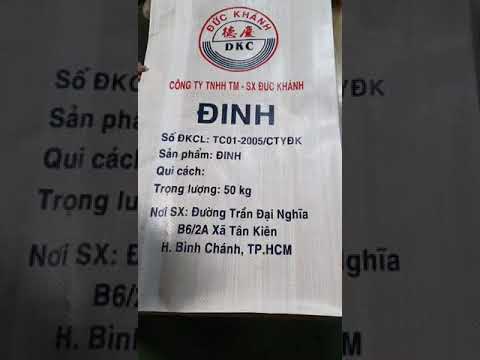 ĐỨC KHÁNH
德慶
DKC
CÔNG TY TNHH TM - SX ĐỨC KHÁNH
ĐINH
Số ĐKCL: TC01-2005/CTYĐK
Sản phẩm: ĐINH
Qui cách:
Trọng lượng: 50 kg
Nơi SX: Đường Trần Đại Nghĩa
B6/2A Xã Tân Kiên
H. Bình Chánh, TP.HCM